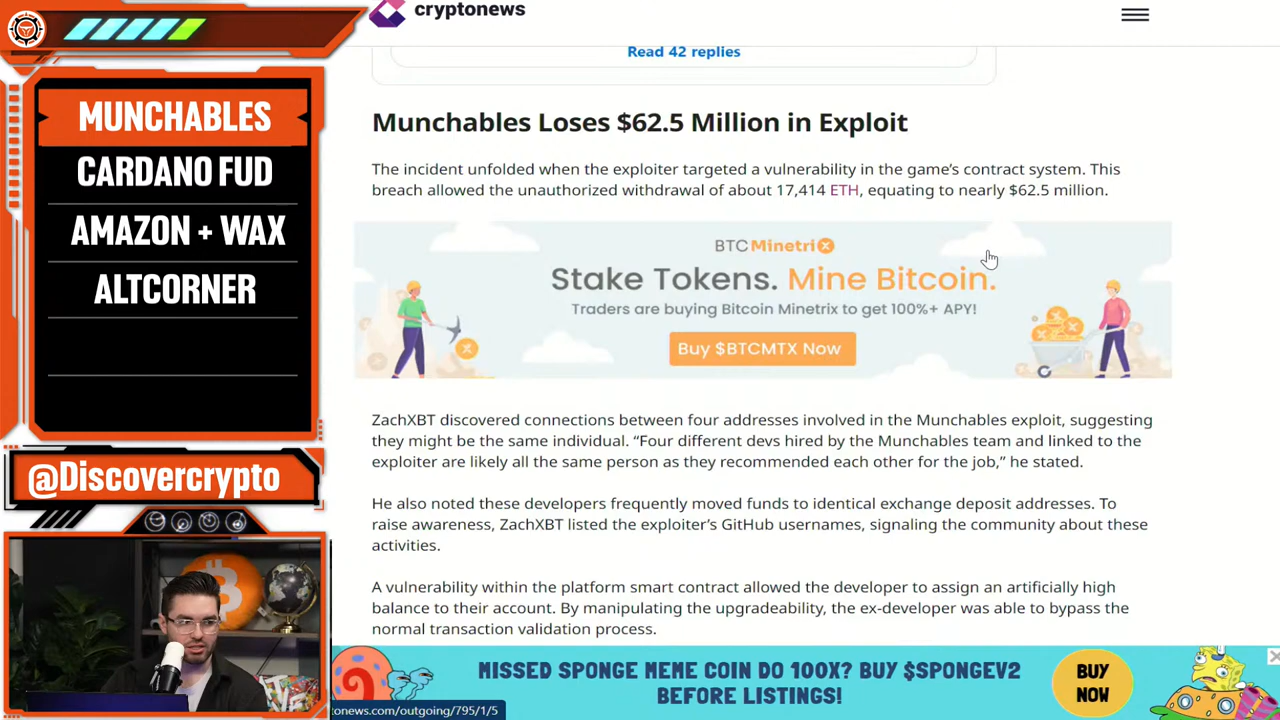 MUNCHABLES
CARDANO FUD
AMAZON + WAX
ALTCORNER
@Discovercrypto
cryptonews
Read 42 replies
Munchables Loses $62.5 Million in Exploit
The incident unfolded when the exploiter targeted a vulnerability in the game’s contract system. This
breach allowed the unauthorized withdrawal of about 17,414 ETH, equating to nearly $62.5 million.
BTC Minetrix
Stake Tokens. Mine Bitcoin.
Traders are buying Bitcoin Minetrix to get 100%+ APY!
Buy $BTCMTX Now
ZachXBT discovered connections between four addresses involved in the Munchables exploit, suggesting
they might be the same individual. “Four different devs hired by the Munchables team and linked to the
exploiter are likely all the same person as they recommended each other for the job,” he stated.
He also noted these developers frequently moved funds to identical exchange deposit addresses. To
raise awareness, ZachXBT listed the exploiter’s GitHub usernames, signaling the community about these
activities.
A vulnerability within the platform smart contract allowed the developer to assign an artificially high
balance to their account. By manipulating the upgradeability, the ex-developer was able to bypass the
normal transaction validation process.
MISSED SPONGE MEME COIN DO 100X? BUY $SPONGEV2
BEFORE LISTINGS!
BUY
NOW
tonews.com/outgoing/795/1/5